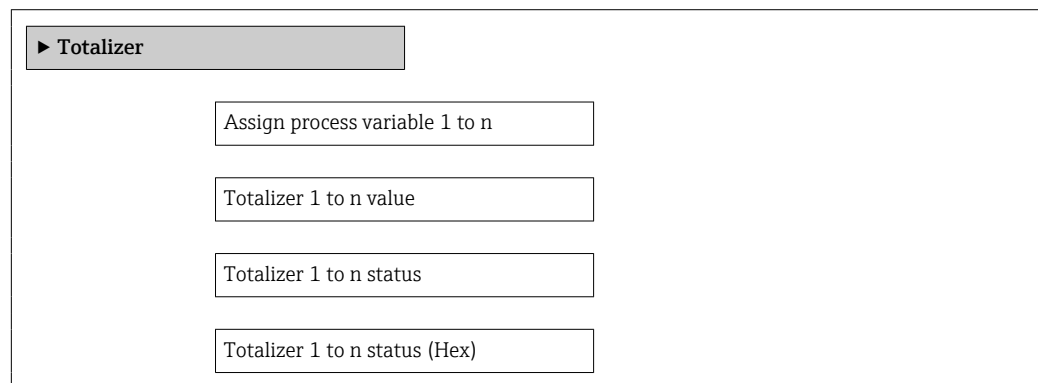 ▶ Totalizer
Assign process variable 1 to n
Totalizer 1 to n value
Totalizer 1 to n status
Totalizer 1 to n status (Hex)